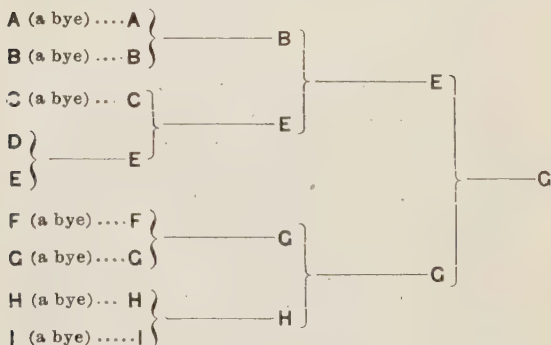 A (a bye) .... A
B (a bye) .... B
B
C (a bye) ... C
E
E
D
E
E
G
F (a bye) .... F
G (a bye) .... G
G
G
H (a bye) ... H
H
I (a bye) ..... I